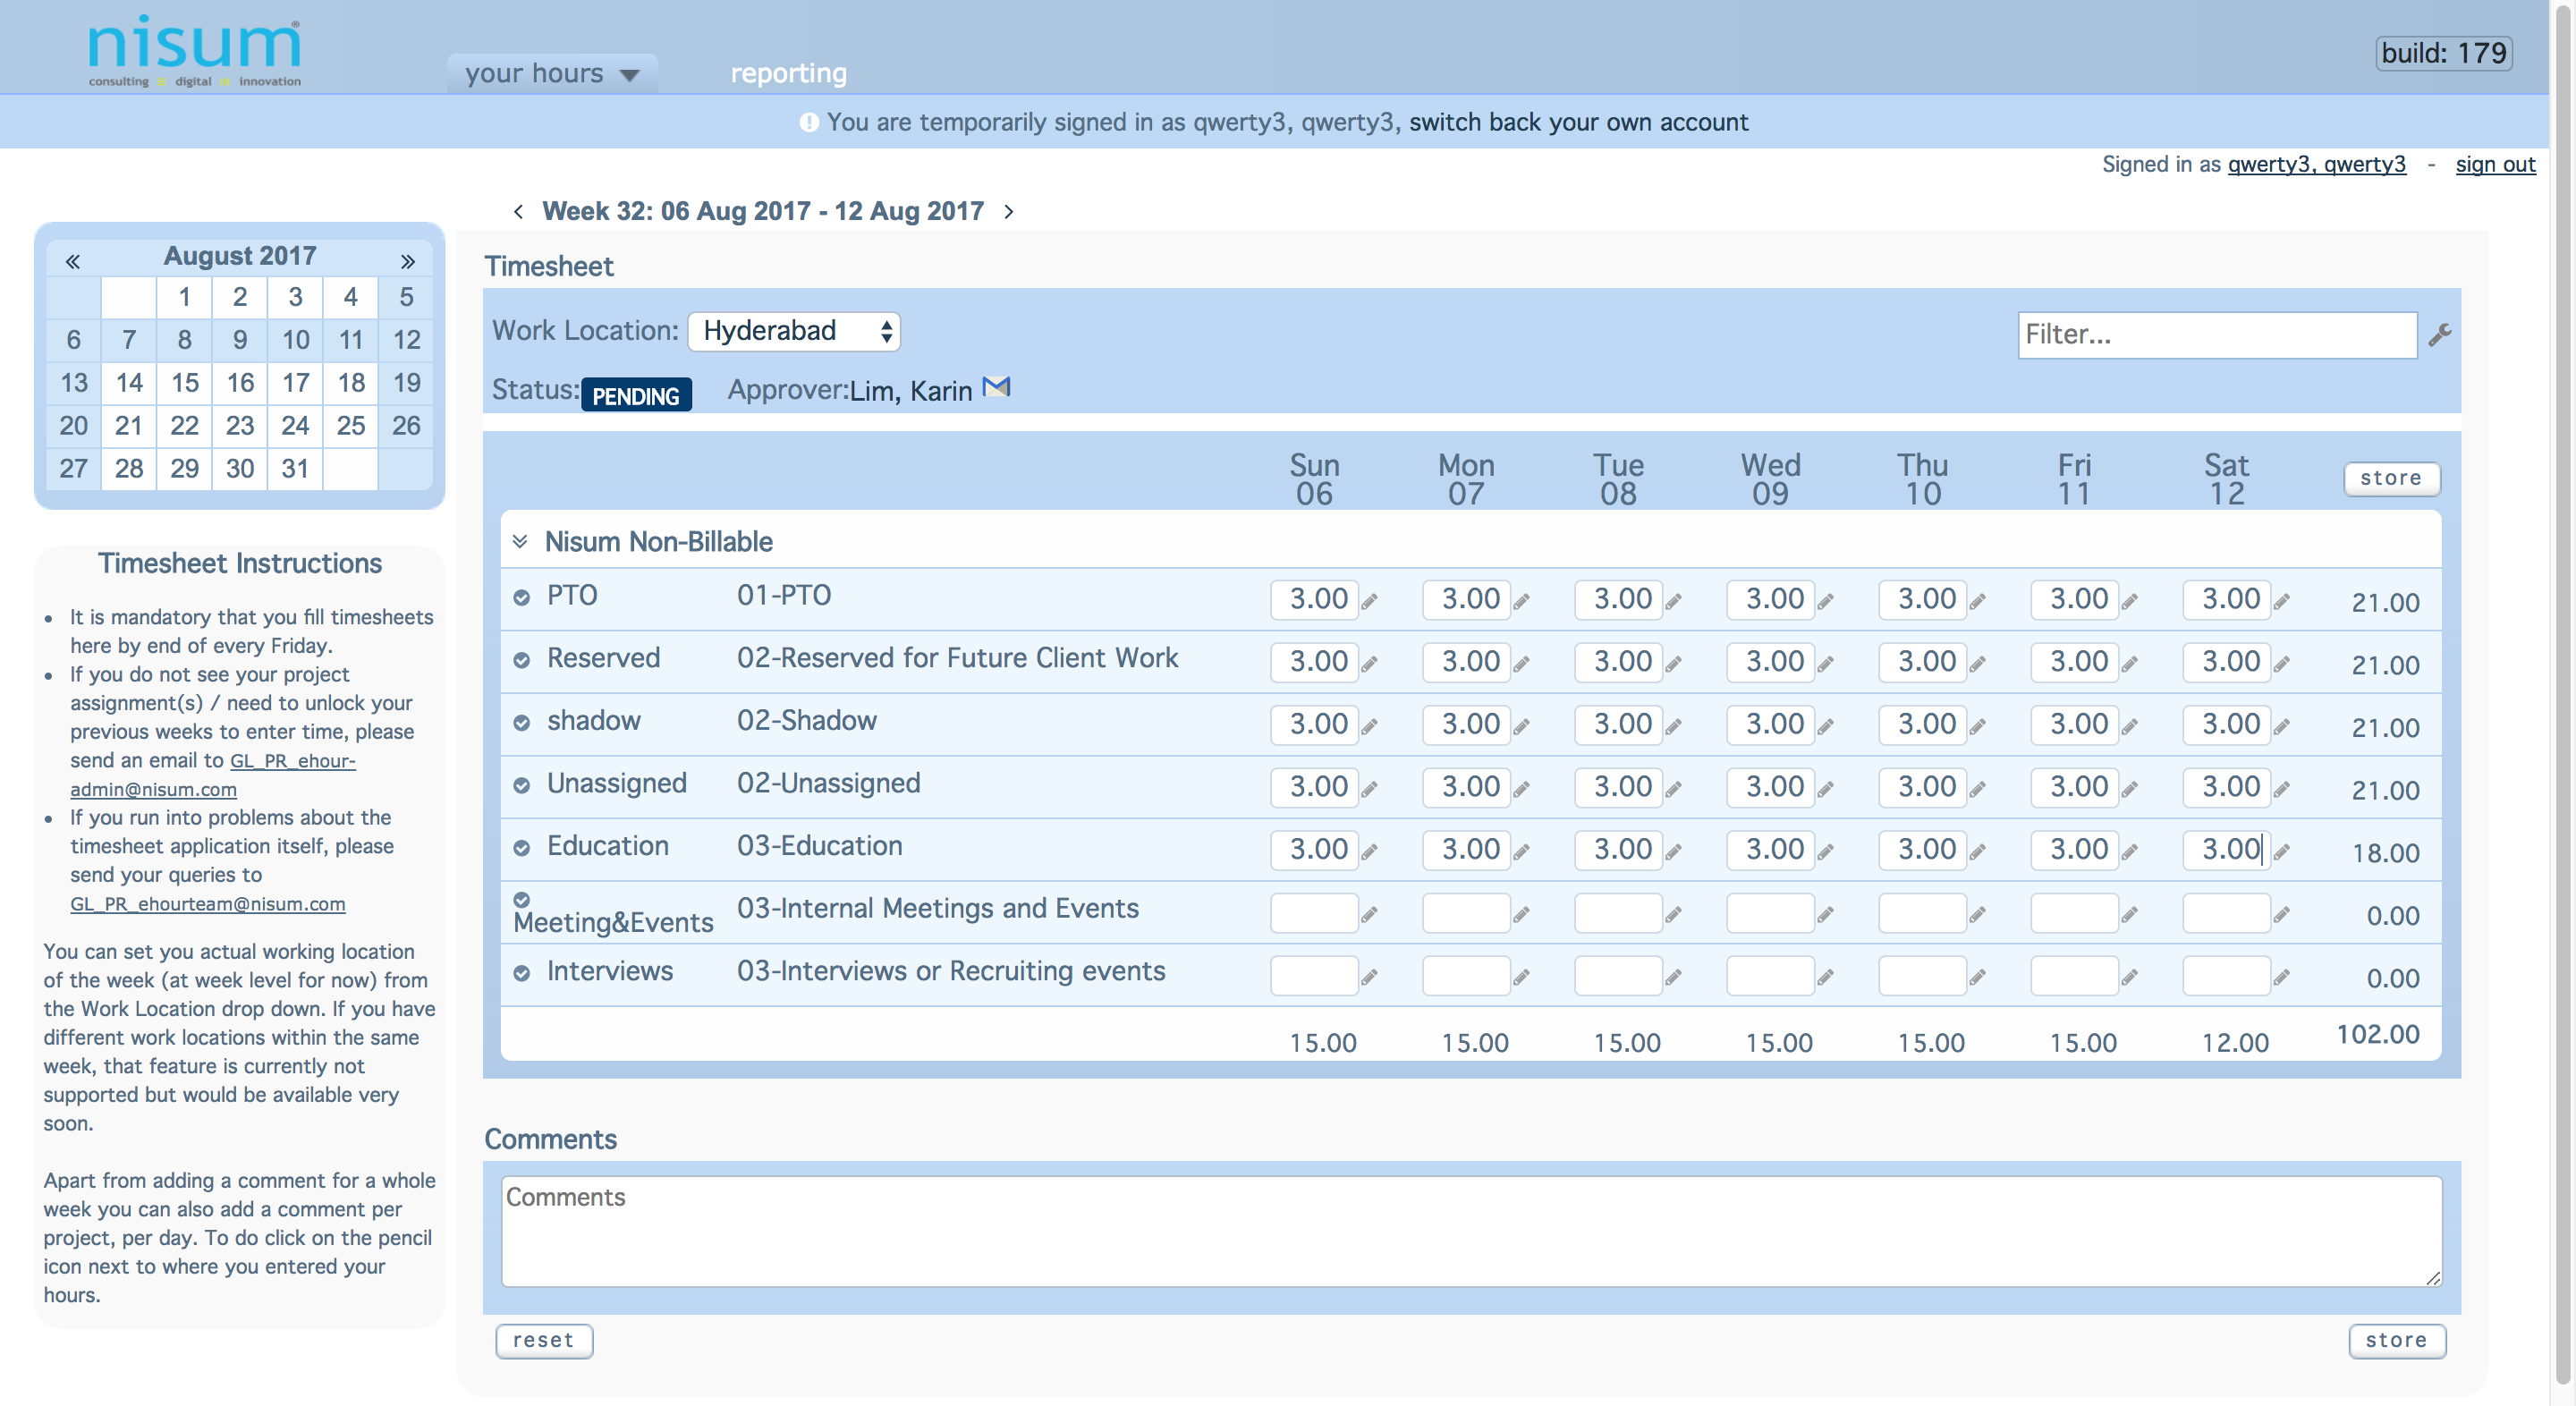 nisum®
consulting = digital = innovation
your hours
reporting
build: 179
You are temporarily signed in as qwerty3, qwerty3, switch back your own account
Signed in as qwerty3, qwerty3 - sign out
< Week 32: 06 Aug 2017 - 12 Aug 2017 >
« August 2017 »
1 2 3 4 5
6 7 8 9 10 11 12
13 14 15 16 17 18 19
20 21 22 23 24 25 26
27 28 29 30 31
Timesheet Instructions
• It is mandatory that you fill timesheets
here by end of every Friday.
• If you do not see your project
assignment(s) / need to unlock your
previous weeks to enter time, please
send an email to GL_PR_ehour-
admin@nisum.com
• If you run into problems about the
timesheet application itself, please
send your queries to
GL_PR_ehourteam@nisum.com
You can set you actual working location
of the week (at week level for now) from
the Work Location drop down. If you have
different work locations within the same
week, that feature is currently not
supported but would be available very
soon.
Apart from adding a comment for a whole
week you can also add a comment per
project, per day. To do click on the pencil
icon next to where you entered your
hours.
Timesheet
Work Location: Hyderabad
Filter...
Status: PENDING Approver:Lim, Karin
Sun Mon Tue Wed Thu Fri Sat
06 07 08 09 10 11 12
store
Nisum Non-Billable
PTO 01-PTO 3.00 3.00 3.00 3.00 3.00 3.00 3.00 21.00
Reserved 02-Reserved for Future Client Work 3.00 3.00 3.00 3.00 3.00 3.00 3.00 21.00
shadow 02-Shadow 3.00 3.00 3.00 3.00 3.00 3.00 3.00 21.00
Unassigned 02-Unassigned 3.00 3.00 3.00 3.00 3.00 3.00 3.00 21.00
Education 03-Education 3.00 3.00 3.00 3.00 3.00 3.00 3.00 18.00
Meeting&Events 03-Internal Meetings and Events 0.00
Interviews 03-Interviews or Recruiting events 0.00
15.00 15.00 15.00 15.00 15.00 15.00 12.00 102.00
Comments
Comments
reset
store